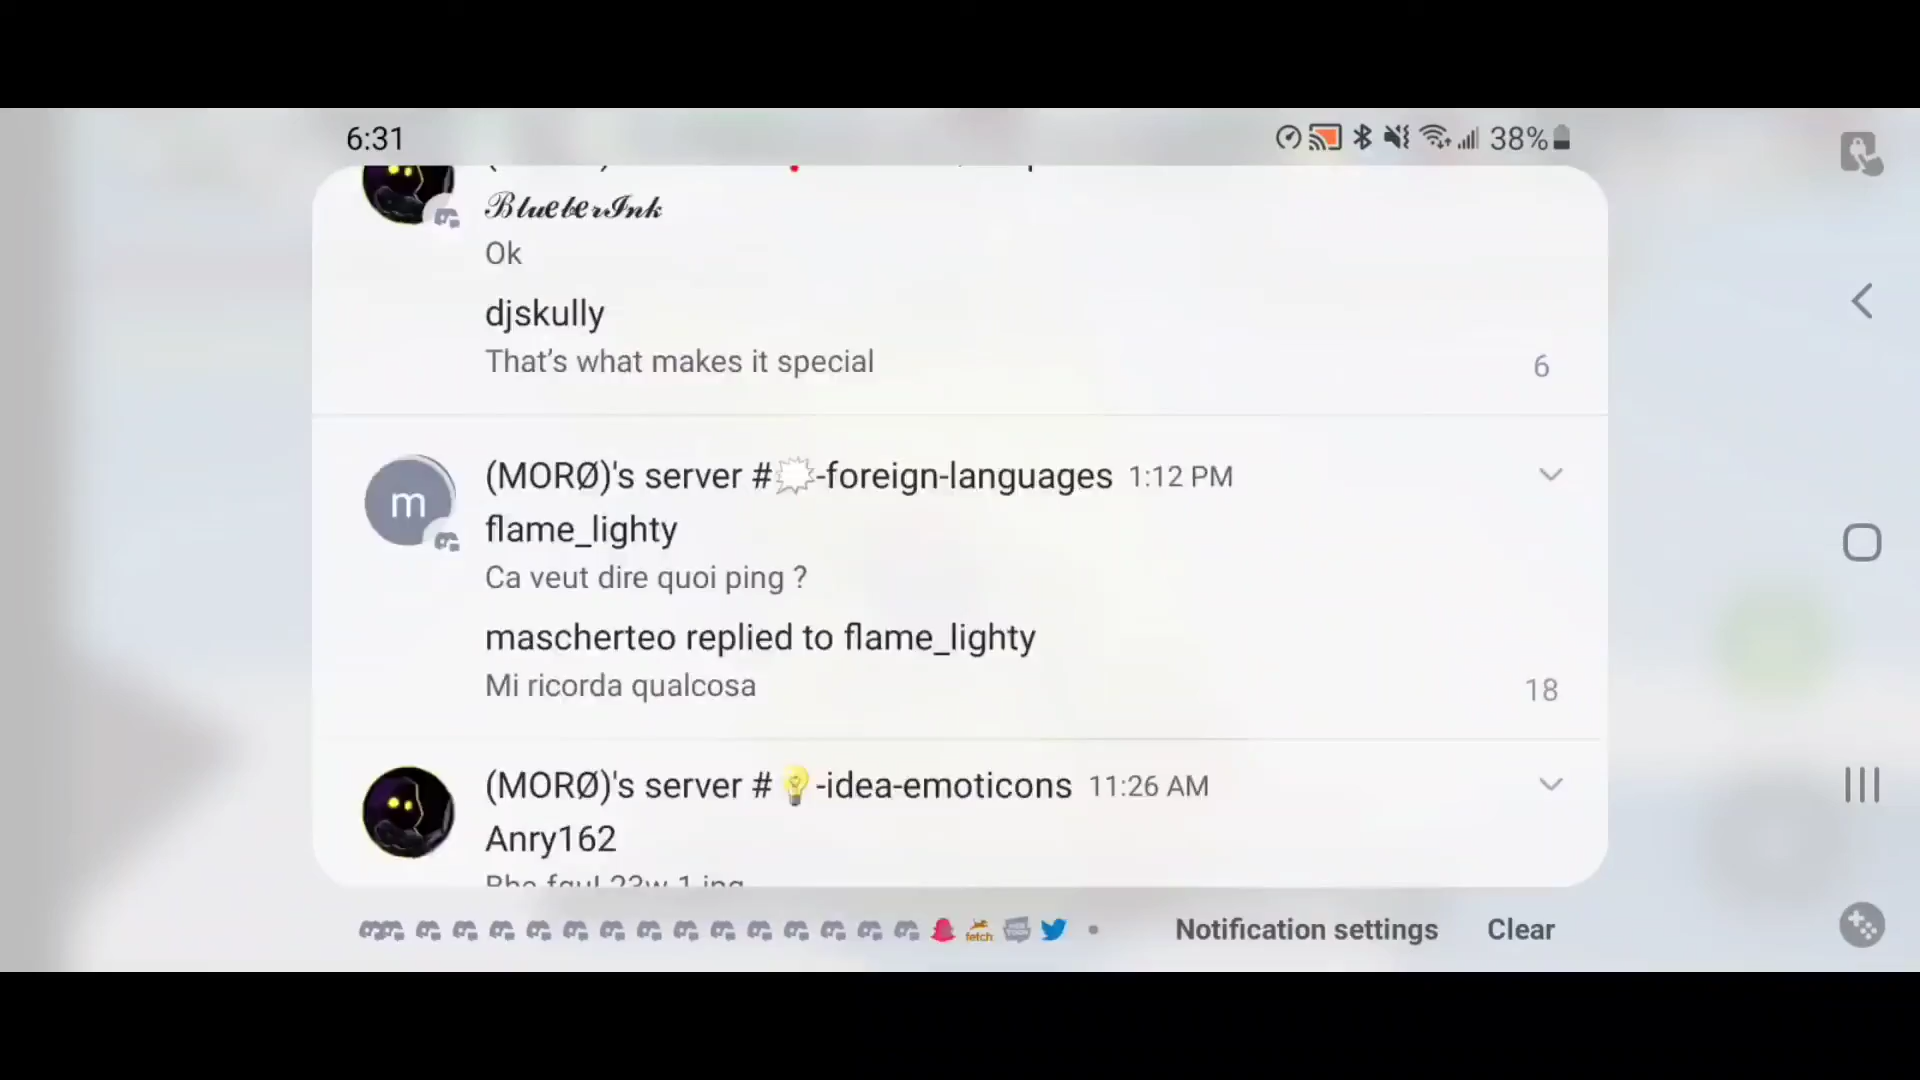 6:31
38%
BlueberInk
Ok
djskully
That's what makes it special
6
(MORØ)'s server #🗯-foreign-languages 1:12 PM
m
flame_lighty
Ca veut dire quoi ping ?
mascherteo replied to flame_lighty
Mi ricorda qualcosa
18
(MORØ)'s server #💡-idea-emoticons 11:26 AM
Anry162
fetch
Notification settings
Clear